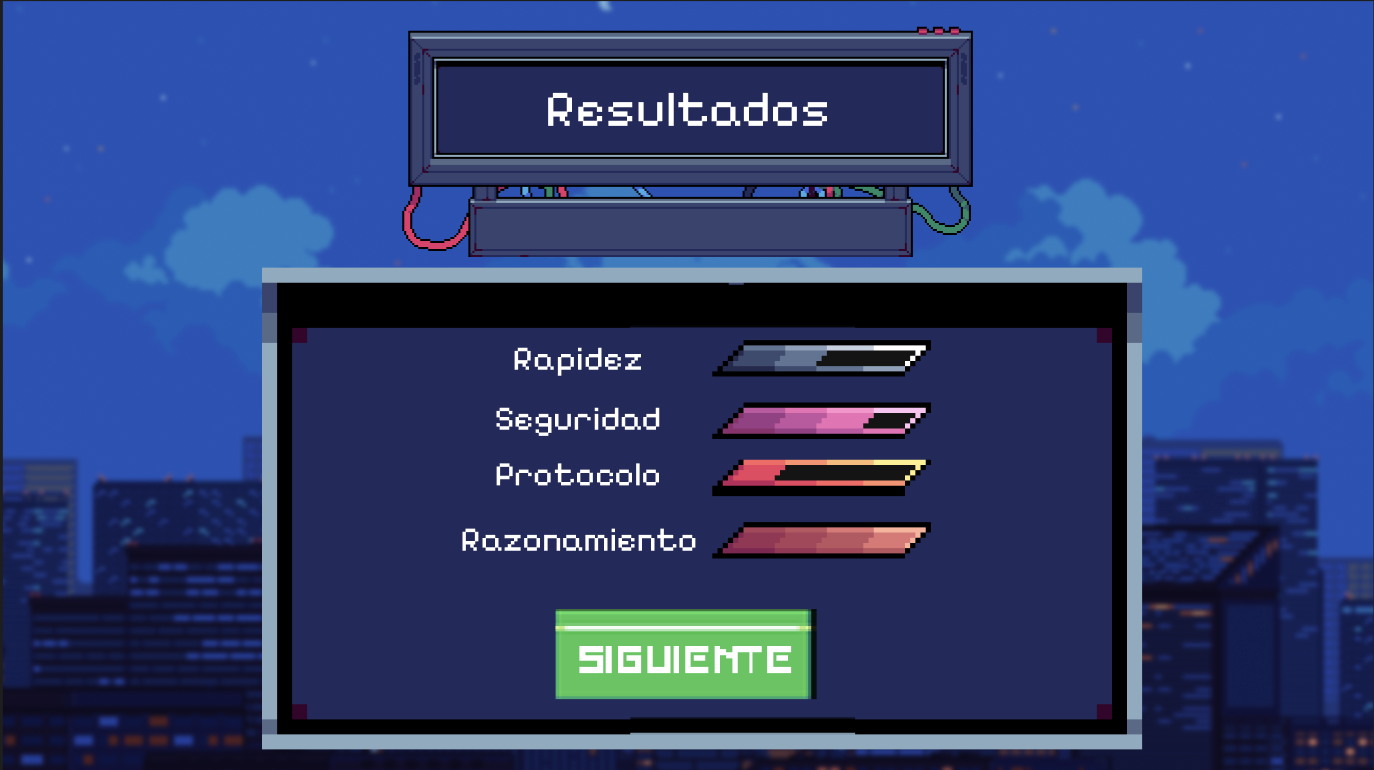 Resultados
Rapidez
Seguridad
Protocolo
Razonamiento
SIGUIENTE